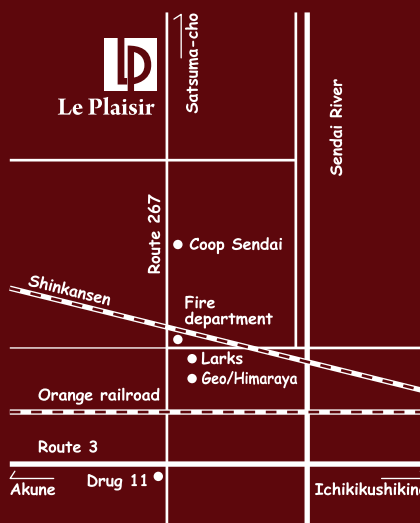 Satsuma-cho
LP
Le Plaisir
Sendai River
Route 267
Coop Sendai
Shinkansen
Fire
department
Larks
Geo/Himaraya
Orange railroad
Route 3
Akune
Drug 11
Ichikikushikin